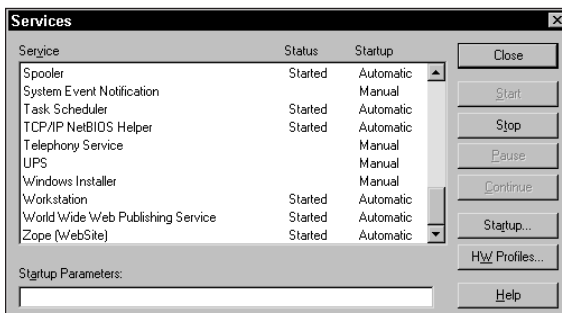 Services
Service Status Startup
Spooler Started Automatic
System Event Notification Manual
Task Scheduler Started Automatic
TCP/IP NetBIOS Helper Started Automatic
Telephony Service Manual
UPS Manual
Windows Installer Manual
Workstation Started Automatic
World Wide Web Publishing Service Started Automatic
Zope (WebSite) Started Automatic
Startup Parameters:
Close
Start
Stop
Pause
Continue
Startup...
HW Profiles...
Help